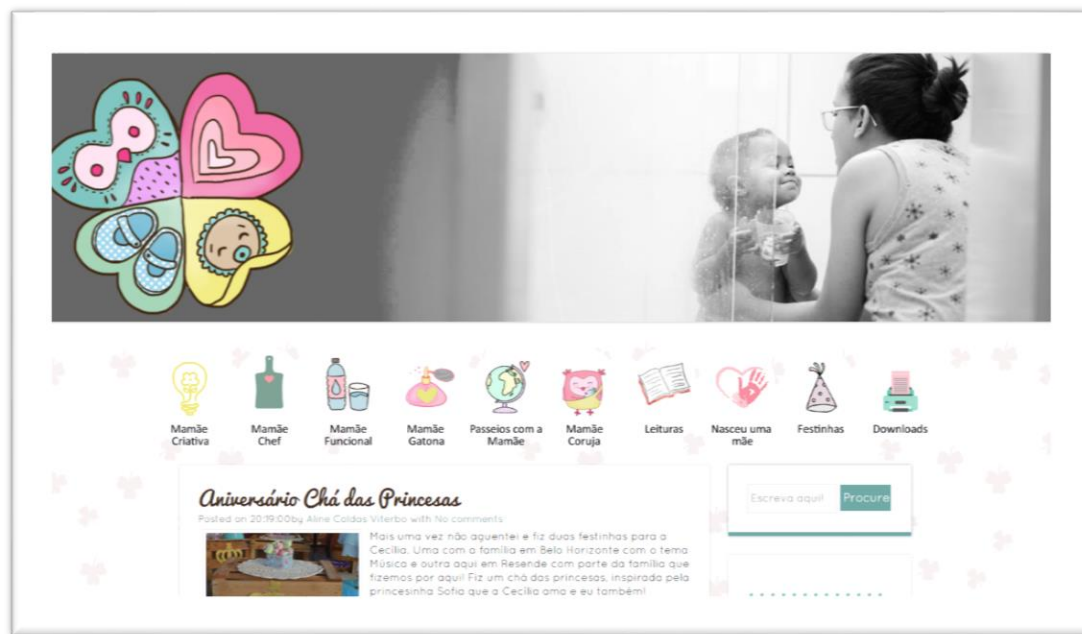 Mamãe Criativa
Mamãe Chef
Mamãe Funcional
Mamãe Gatona
Passeios com a Mamãe
Mamãe Coruja
Leituras
Nasceu uma mãe
Festinhas
Downloads
Aniversário Chá das Princesas
Posted on 20:19:00by Aline Caldas Viterbo with No comments
Mais uma vez não aguentei e fiz duas festinhas para a
Cecília. Uma com a família em Belo Horizonte com o tema
Música e outra aqui em Resende com parte da família que
fizemos por aqui! Fiz um chá das princesas, inspirada pela
princesinha Sofia que a Cecília ama e eu também!
Escreva aqui!
Procure